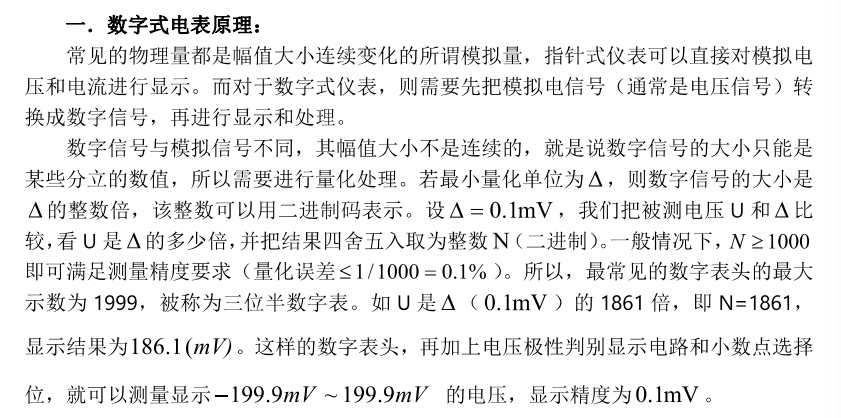 一．数字式电表原理：
常见的物理量都是幅值大小连续变化的所谓模拟量，指针式仪表可以直接对模拟电
压和电流进行显示。而对于数字式仪表，则需要先把模拟电信号（通常是电压信号）转
换成数字信号，再进行显示和处理。
数字信号与模拟信号不同，其幅值大小不是连续的，就是说数字信号的大小只能是
某些分立的数值，所以需要进行量化处理。若最小量化单位为Δ，则数字信号的大小是
Δ的整数倍，该整数可以用二进制码表示。设Δ=0.1mV，我们把被测电压 U 和Δ比
较，看 U 是Δ的多少倍，并把结果四舍五入取为整数 N（二进制）。一般情况下，N ≥1000
即可满足测量精度要求（量化误差≤1/1000=0.1%）。所以，最常见的数字表头的最大
示数为 1999，被称为三位半数字表。如 U 是Δ（0.1mV）的 1861 倍，即 N=1861，
显示结果为186.1(mV)。这样的数字表头，再加上电压极性判别显示电路和小数点选择
位，就可以测量显示−199.9mV ~199.9mV 的电压，显示精度为0.1mV。